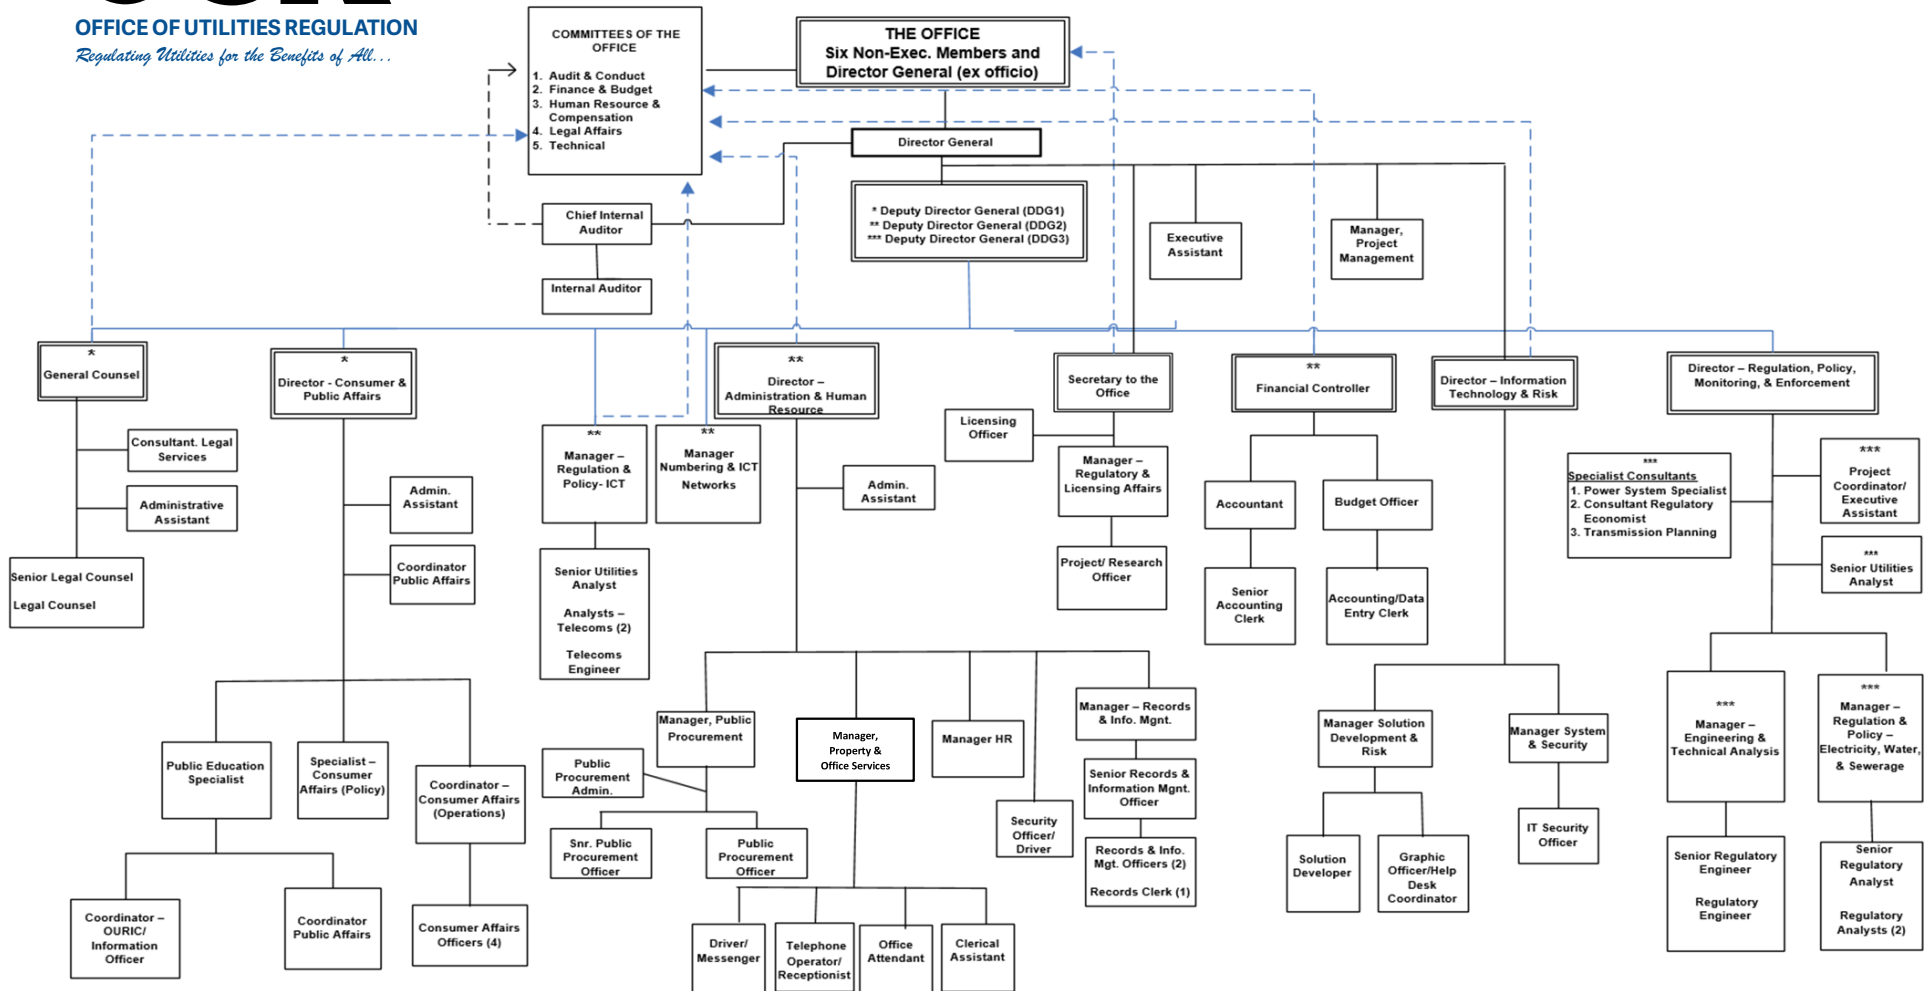 OFFICE OF UTILITIES REGULATION
Regulating Utilities for the Benefits of All...
COMMITTEES OF THE
OFFICE
1. Audit & Conduct
2. Finance & Budget
3. Human Resource &
Compensation
4. Legal Affairs
5. Technical
THE OFFICE
Six Non-Exec. Members and
Director General (ex officio)
Director General
* Deputy Director General (DDG1)
** Deputy Director General (DDG2)
*** Deputy Director General (DDG3)
Chief Internal
Auditor
Internal Auditor
Executive
Assistant
Manager,
Project
Management
*
General Counsel
Consultant. Legal
Services
Administrative
Assistant
Senior Legal Counsel
Legal Counsel
*
Director - Consumer &
Public Affairs
Admin.
Assistant
Coordinator
Public Affairs
Public Education
Specialist
Specialist –
Consumer
Affairs (Policy)
Coordinator –
Consumer Affairs
(Operations)
Coordinator –
OURIC/
Information
Officer
Coordinator
Public Affairs
Consumer Affairs
Officers (4)
**
Manager –
Regulation &
Policy- ICT
Senior Utilities
Analyst
Analysts –
Telecoms (2)
Telecoms
Engineer
**
Manager
Numbering & ICT
Networks
**
Director –
Administration & Human
Resource
Admin.
Assistant
Manager, Public
Procurement
Public
Procurement
Admin.
Snr. Public
Procurement
Officer
Public
Procurement
Officer
Manager,
Property &
Office Services
Driver/
Messenger
Telephone
Operator/
Receptionist
Office
Attendant
Clerical
Assistant
Manager HR
Security
Officer/
Driver
Manager – Records
& Info. Mgnt.
Senior Records &
Information Mgnt.
Officer
Records & Info.
Mgt. Officers (2)
Records Clerk (1)
Secretary to the
Office
Licensing
Officer
Manager –
Regulatory &
Licensing Affairs
Project/ Research
Officer
**
Financial Controller
Accountant
Budget Officer
Senior
Accounting
Clerk
Accounting/Data
Entry Clerk
Director – Information
Technology & Risk
Manager Solution
Development &
Risk
Manager System
& Security
Solution
Developer
Graphic
Officer/Help
Desk
Coordinator
IT Security
Officer
Director – Regulation, Policy,
Monitoring, & Enforcement
***
Specialist Consultants
1. Power System Specialist
2. Consultant Regulatory
Economist
3. Transmission Planning
***
Project
Coordinator/
Executive
Assistant
***
Senior Utilities
Analyst
***
Manager –
Engineering &
Technical Analysis
***
Manager –
Regulation &
Policy –
Electricity, Water,
& Sewerage
Senior Regulatory
Engineer
Regulatory
Engineer
Senior
Regulatory
Analyst
Regulatory
Analysts (2)